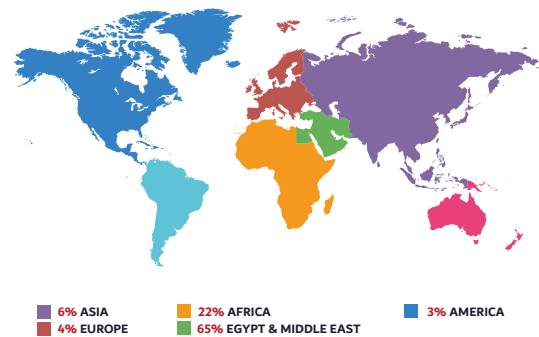 6% ASIA
22% AFRICA
3% AMERICA
4% EUROPE
65% EGYPT & MIDDLE EAST